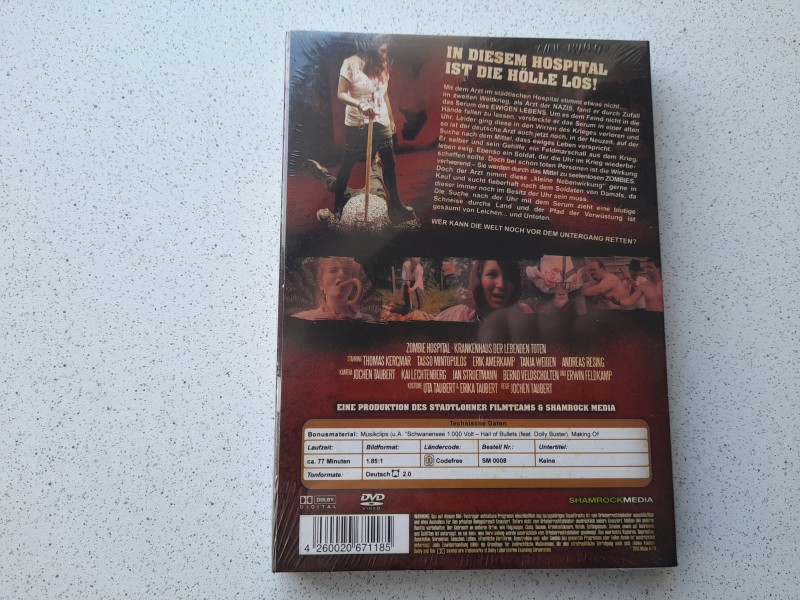 IN DIESEM HOSPITAL
IST DIE HÖLLE LOS!
Mit dem Arzt im städtischen Hospital stimmt etwas nicht...
Im zweiten Weltkrieg, als Arzt der NAZIS, fand er durch Zufall
das Serum des EWIGEN LEBENS. Um es dem Feind nicht in die
Hände fallen zu lassen, versteckte er das Serum in einer alten
Uhr. Leider ging diese in den Wirren des Krieges verloren und
so ist der deutsche Arzt auch jetzt noch, in der Neuzeit, auf der
Suche nach dem Mittel, dass ewiges Leben verspricht.
Er selber und sein Gehilfe, ein Feldmarschall aus dem Krieg,
leben ewig. Ebenso ein Soldat, der die Uhr im Krieg wiederbe-
schaffen sollte. Doch bei schon toten Personen ist die Wirkung
verheerend – Sie werden durch das Mittel zu seelenlosen ZOMBIES.
Doch der Arzt nimmt diese „kleine Nebenwirkung" gerne in
Kauf und sucht fieberhaft nach dem Soldaten von Damals, da
dieser immer noch im Besitz der Uhr sein muss.
Die Suche nach der Uhr mit dem Serum zieht eine blutige
Schneise durchs Land und der Pfad der Verwüstung ist
gesäumt von Leichen... und Untoten.
WER KANN DIE WELT NOCH VOR DEM UNTERGANG RETTEN?
ZOMBIE HOSPITAL - KRANKENHAUS DER LEBENDEN TOTEN
STARRING THOMAS KERCMAR TASSO MINTOPULOS ERIK AMERKAMP TANJA WEDDEN ANDREAS RESING
KAMERA JOCHEN TAUBERT KAI LECHTENBERG JAN STROETMANN BERND VELDSCHOLTEN UND ERWIN FELDKAMP
KOSTÜME UTA TAUBERT & ERIKA TAUBERT REGIE JOCHEN TAUBERT
EINE PRODUKTION DES STADTLOHNER FILMTEAMS & SHAMROCK MEDIA
Technische Daten
Bonusmaterial: Musikclips (u.A. "Schwanensee 1.000 Volt – Hail of Bullets (feat. Dolly Buster), Making Of
Laufzeit: Bildformat: Ländercode: Bestell Nr.: Untertitel:
ca. 77 Minuten 1.85:1 Codefree SM 0008 Keine
Tonformate: Deutsch 2.0
DOLBY
DIGITAL
DVD
VIDEO
SHAMROCKMEDIA
4 260020 671185